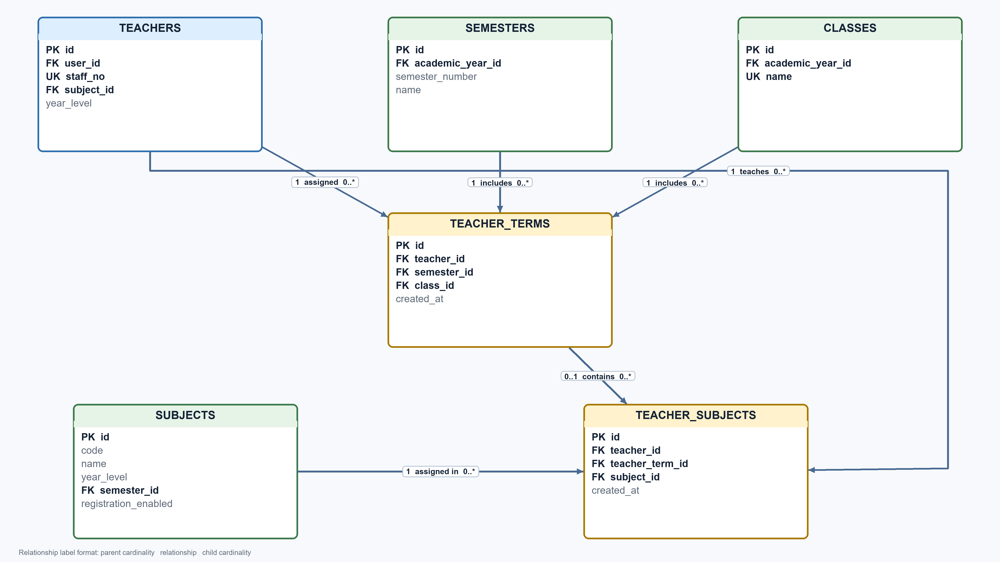 TEACHERS
PK id
FK user_id
UK staff_no
FK subject_id
year_level
SEMESTERS
PK id
FK academic_year_id
semester_number
name
CLASSES
PK id
FK academic_year_id
UK name
1 teaches 0..*
1 assigned 0..*
1 includes 0..*
1 includes 0..*
TEACHER_TERMS
PK id
FK teacher_id
FK semester_id
FK class_id
created_at
0..1 contains 0..*
SUBJECTS
PK id
code
name
year_level
FK semester_id
registration_enabled
1 assigned in 0..*
TEACHER_SUBJECTS
PK id
FK teacher_id
FK teacher_term_id
FK subject_id
created_at
Relationship label format: parent cardinality relationship child cardinality